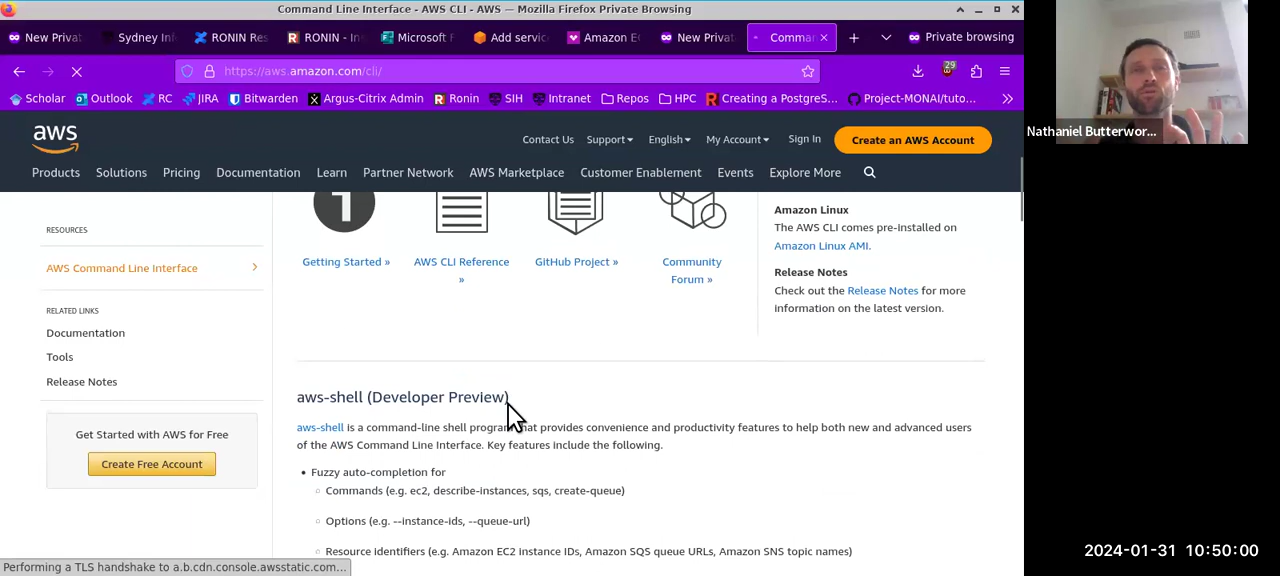 Command Line Interface - AWS CLI - AWS — Mozilla Firefox Private Browsing
New Privat
Sydney Inf
RONIN Res
RONIN - In
Microsoft F
Add servic
Amazon EC
New Privat
Comma
Private browsing
https://aws.amazon.com/cli/
29
Scholar
Outlook
RC
JIRA
Bitwarden
Argus-Citrix Admin
Ronin
SIH
Intranet
Repos
HPC
Creating a PostgreS...
Project-MONAI/tuto...
aws
Contact Us
Support
English
My Account
Sign In
Create an AWS Account
Products
Solutions
Pricing
Documentation
Learn
Partner Network
AWS Marketplace
Customer Enablement
Events
Explore More
RESOURCES
AWS Command Line Interface
RELATED LINKS
Documentation
Tools
Release Notes
Get Started with AWS for Free
Create Free Account
1
Getting Started »
AWS CLI Reference
»
GitHub Project »
Community
Forum »
Amazon Linux
The AWS CLI comes pre-installed on
Amazon Linux AMI.
Release Notes
Check out the Release Notes for more
information on the latest version.
aws-shell (Developer Preview)
aws-shell is a command-line shell program that provides convenience and productivity features to help both new and advanced users
of the AWS Command Line Interface. Key features include the following.
• Fuzzy auto-completion for
○ Commands (e.g. ec2, describe-instances, sqs, create-queue)
○ Options (e.g. --instance-ids, --queue-url)
○ Resource identifiers (e.g. Amazon EC2 instance IDs, Amazon SQS queue URLs, Amazon SNS topic names)
Performing a TLS handshake to a.b.cdn.console.awsstatic.com...
Nathaniel Butterwor...
2024-01-31 10:50:00